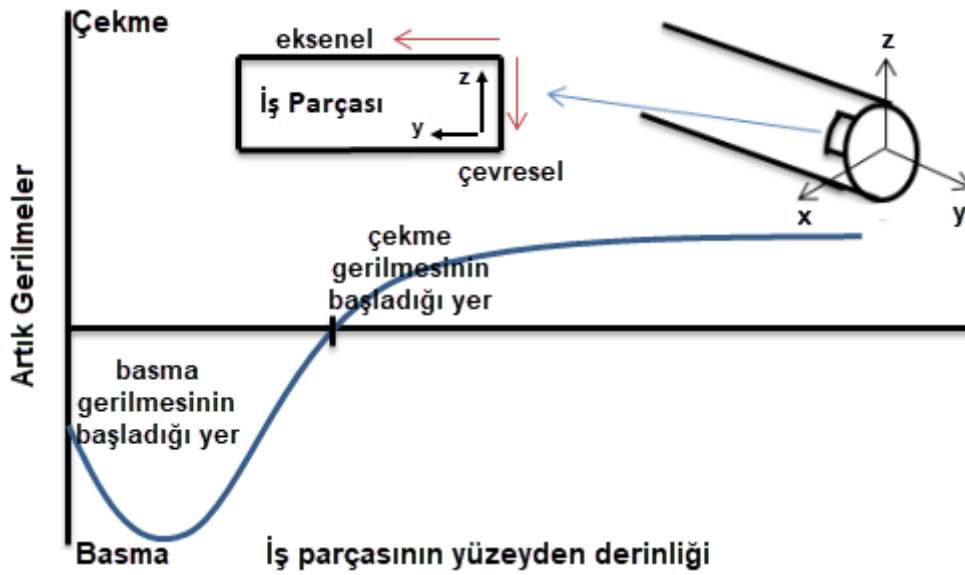 Çekme
eksenel
z
İş Parçası
y
çevresel
z
x
y
Artık Gerilmeler
çekme
gerilmesinin
başladığı yer
basma
gerilmesinin
başladığı yer
Basma
İş parçasının yüzeyden derinliği